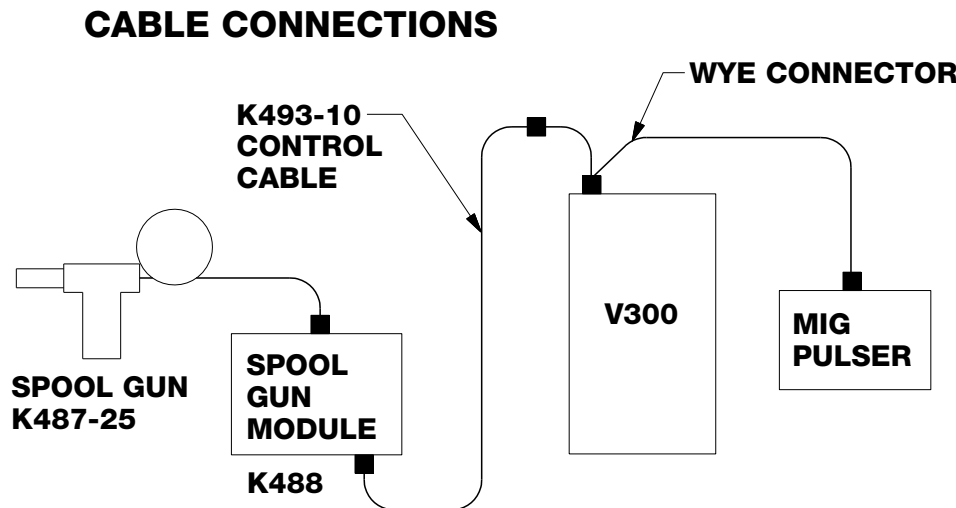 CABLE CONNECTIONS
WYE CONNECTOR
K493-10
CONTROL
CABLE
V300
MIG
PULSER
SPOOL GUN
K487-25
SPOOL
GUN
MODULE
K488